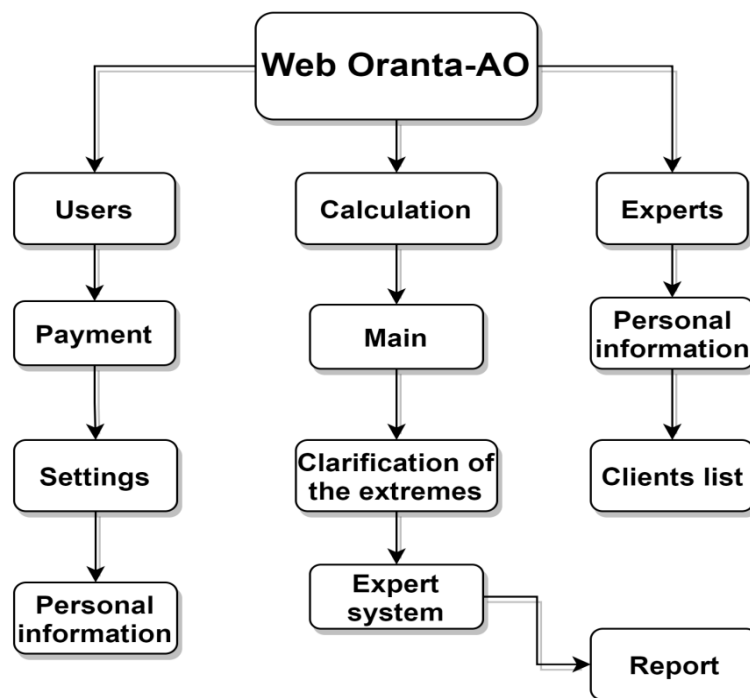 Web Oranta-AO
Users
Calculation
Experts
Payment
Main
Personal
information
Settings
Clarification of
the extremes
Clients list
Personal
information
Expert
system
Report